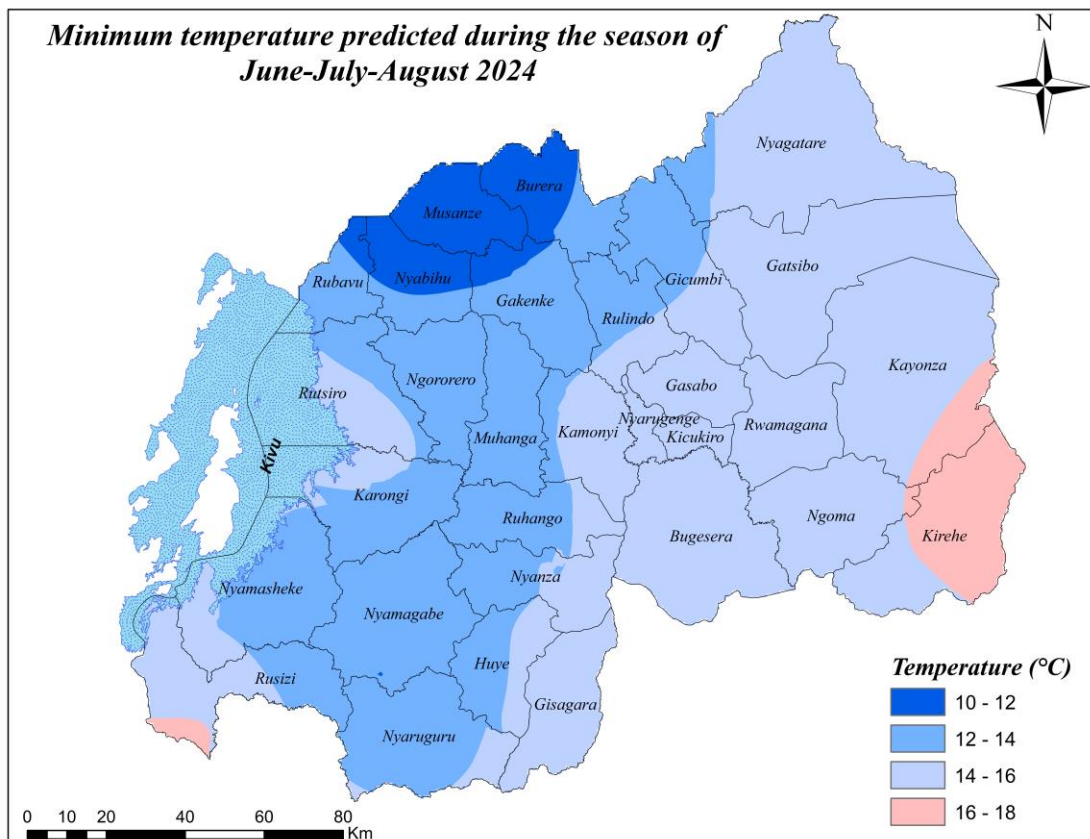 Minimum temperature predicted during the season of
June-July-August 2024
N
Nyagatare
Burera
Musanze
Gatsibo
Nyabihu
Rubavu
Gicumbi
Gakenke
Rulindo
Kayonza
Gasabo
Ngororero
Rutsiro
Nyarugenge
Kamonyi
Kicukiro
Rwamagana
Muhanga
Kivu
Karongi
Ruhango
Ngoma
Bugesera
Kirehe
Nyanza
Nyamasheke
Nyamagabe
Huye
Rusizi
Gisagara
Nyaruguru
Temperature (°C)
10 - 12
12 - 14
14 - 16
16 - 18
0 10 20 40 60 80
Km